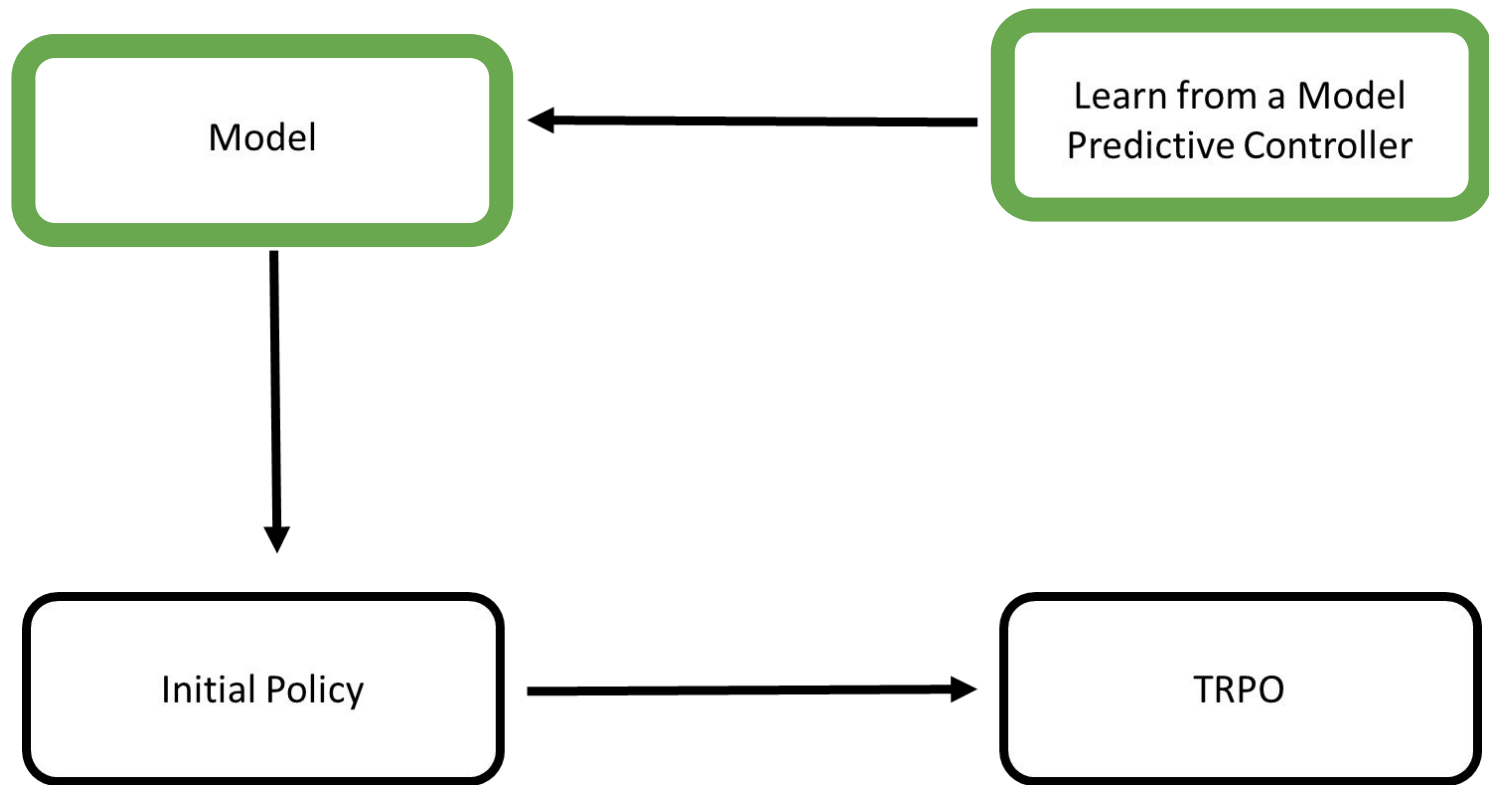 Model
Learn from a Model
Predictive Controller
Initial Policy
TRPO